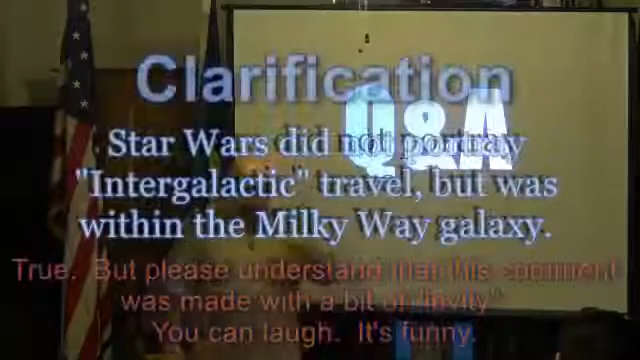 Clarification
Q&A
Star Wars did not portray
"Intergalactic" travel, but was
within the Milky Way galaxy.
True. But please understand that his comment
was made with a bit of "levity"
You can laugh. It's funny.